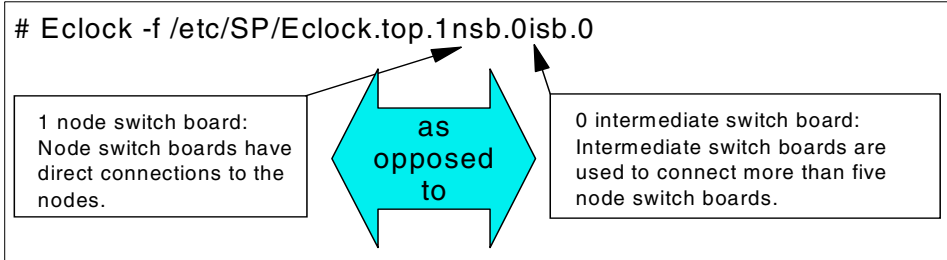 # Eclock -f /etc/SP/Eclock.top.1nsb.0isb.0
1 node switch board:
Node switch boards have
direct connections to the
nodes.
as
opposed
to
0 intermediate switch board:
Intermediate switch boards are
used to connect more than five
node switch boards.